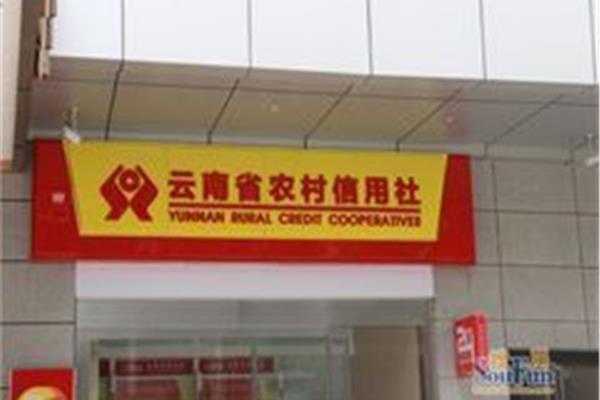 云南省农村信用社
YUNNAN RURAL CREDIT COOPERATIVES
SouFun